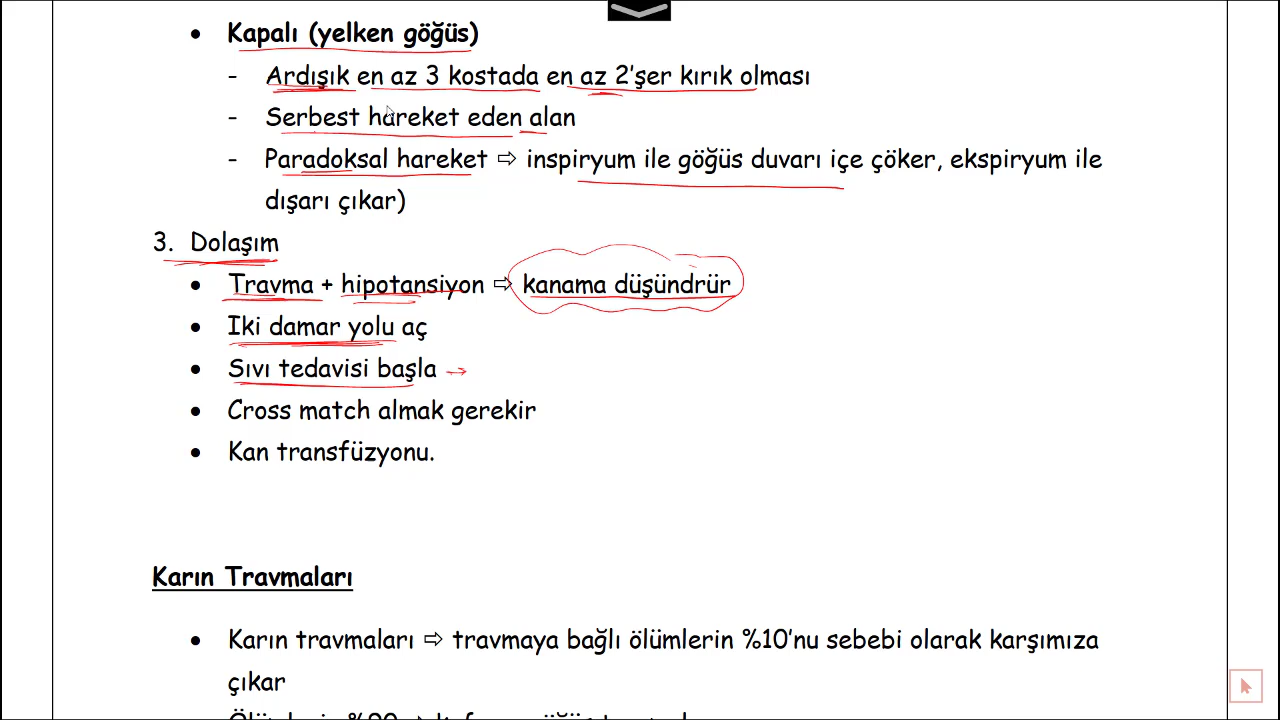 • Kapalı (yelken göğüs)
- Ardışık en az 3 kostada en az 2'şer kırık olması
- Serbest hareket eden alan
- Paradoksal hareket ⇨ inspiryum ile göğüs duvarı içe çöker, ekspiryum ile
dışarı çıkar)
3. Dolaşım
• Travma + hipotansiyon ⇨ kanama düşündrür
• Iki damar yolu aç
• Sıvı tedavisi başla →
• Cross match almak gerekir
• Kan transfüzyonu.
Karın Travmaları
• Karın travmaları ⇨ travmaya bağlı ölümlerin %10'nu sebebi olarak karşımıza
çıkar